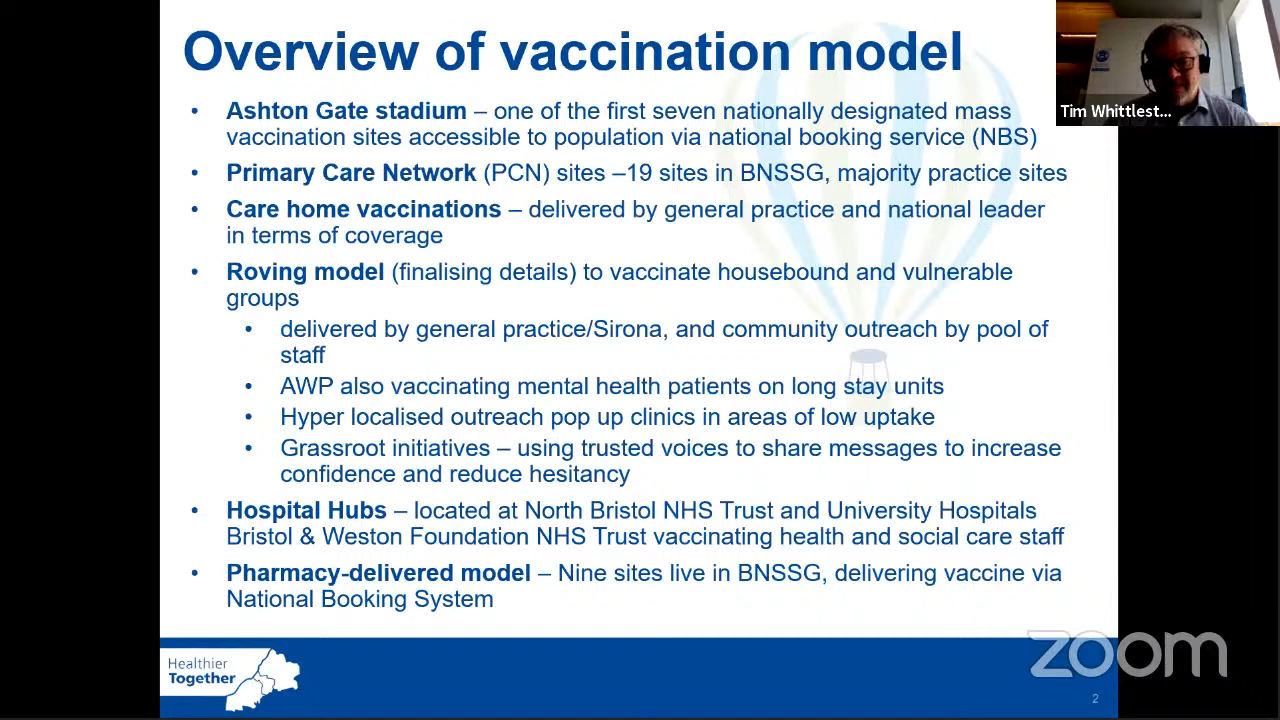 Overview of vaccination model
Tim Whittlest...
• Ashton Gate stadium – one of the first seven nationally designated mass
vaccination sites accessible to population via national booking service (NBS)
• Primary Care Network (PCN) sites –19 sites in BNSSG, majority practice sites
• Care home vaccinations – delivered by general practice and national leader
in terms of coverage
• Roving model (finalising details) to vaccinate housebound and vulnerable
groups
• delivered by general practice/Sirona, and community outreach by pool of
staff
• AWP also vaccinating mental health patients on long stay units
• Hyper localised outreach pop up clinics in areas of low uptake
• Grassroot initiatives – using trusted voices to share messages to increase
confidence and reduce hesitancy
• Hospital Hubs – located at North Bristol NHS Trust and University Hospitals
Bristol & Weston Foundation NHS Trust vaccinating health and social care staff
• Pharmacy-delivered model – Nine sites live in BNSSG, delivering vaccine via
National Booking System
Healthier
Together
zoom
2